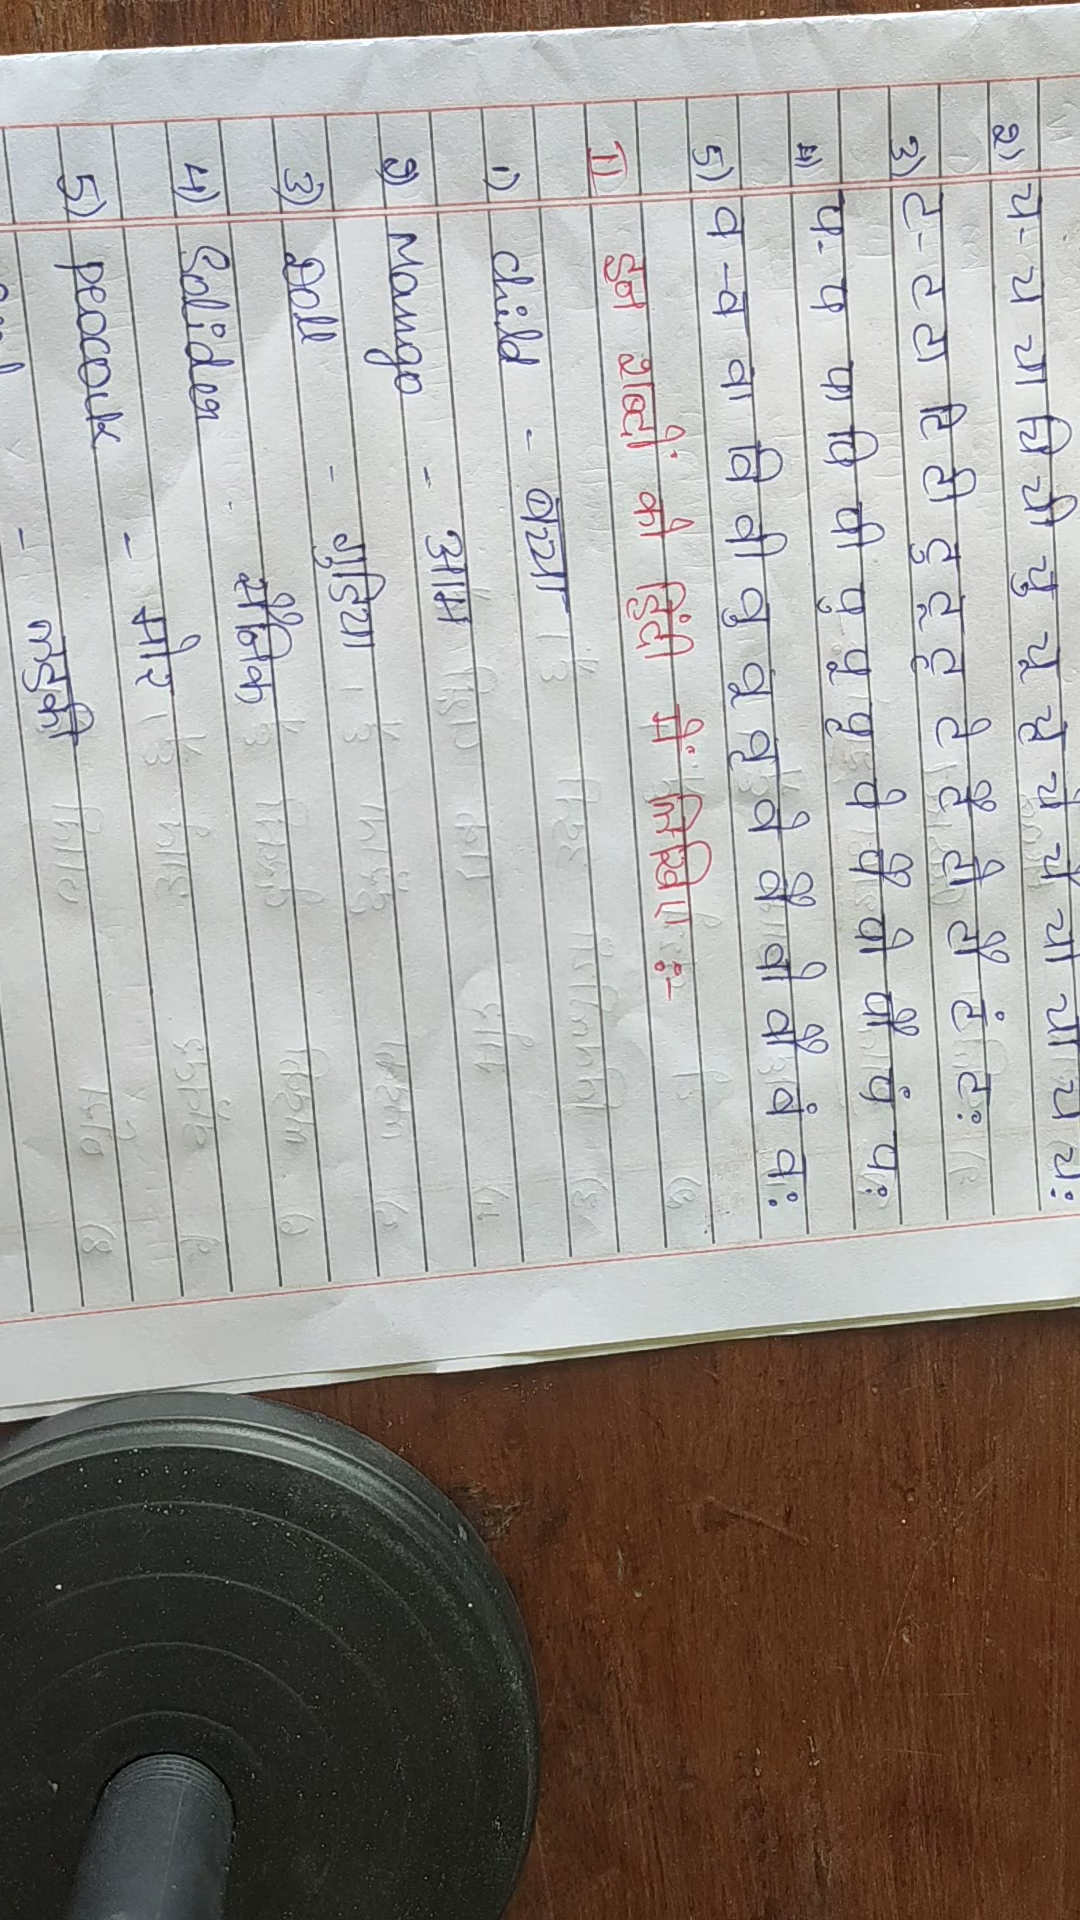 2) य - य या यि यी यु यू यृ ये यै यो यौ यं यः
3) ट - ट टा टि टी टु टू टृ टे टै टो टौ टं टः
4) प - प पा पि पी पु पू पृ पे पै पो पौ पं पः
5) व - व वा वि वी वु वू वृ वे वै वो वौ वं वः
II इन शब्दों को हिंदी में लिखिए :-
1) child - बच्चा
2) Mango - आम
3) Doll - गुड़िया
4) Solider - सैनिक
5) peacock - मोर
- लड़की